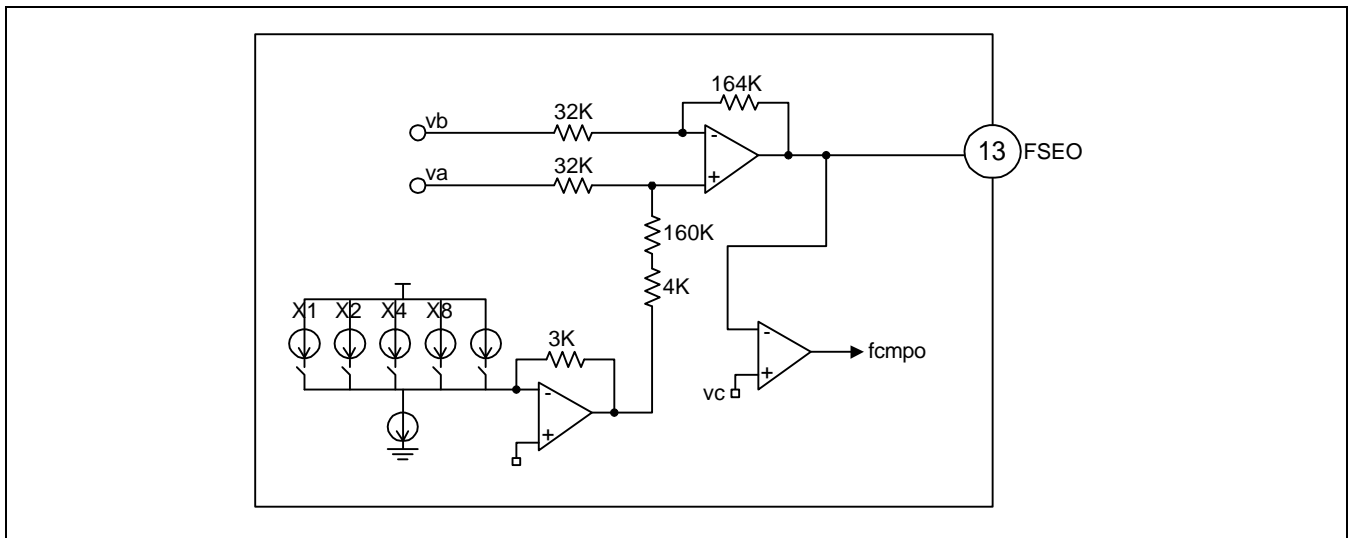 164K
32K
vb
13 FSEO
-
32K
va
+
160K
4K
X1 X2 X4 X8
3K
-
fcmpo
+
vc
-
+